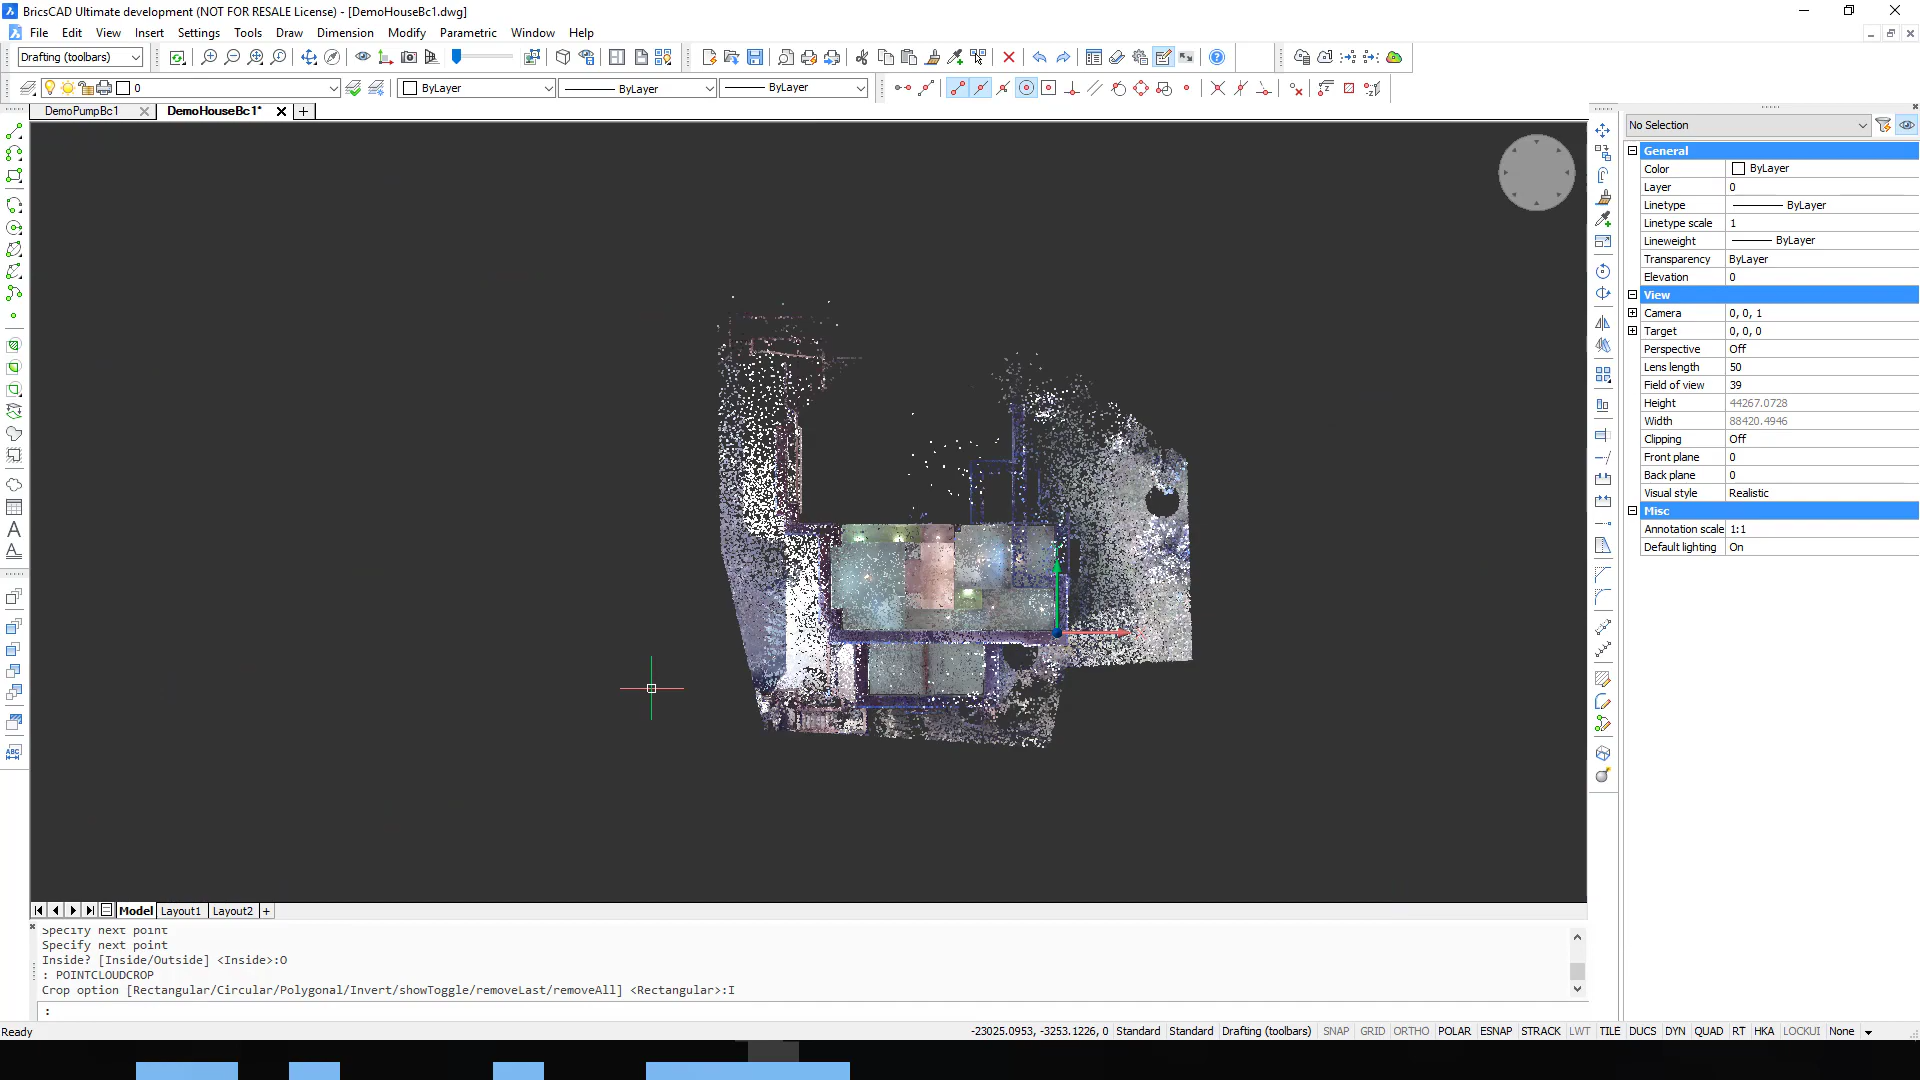 BricsCAD Ultimate development (NOT FOR RESALE License) - [DemoHouseBc1.dwg]
File Edit View Insert Settings Tools Draw Dimension Modify Parametric Window Help
Drafting (toolbars)
0 ByLayer ByLayer ByLayer
DemoPumpBc1 DemoHouseBc1*
No Selection
General
Color ByLayer
Layer 0
Linetype ByLayer
Linetype scale 1
Lineweight ByLayer
Transparency ByLayer
Elevation 0
View
Camera 0, 0, 1
Target 0, 0, 0
Perspective Off
Lens length 50
Field of view 39
Height 44267.0728
Width 88420.4946
Clipping Off
Front plane 0
Back plane 0
Visual style Realistic
Misc
Annotation scale 1:1
Default lighting On
A
A
ABC
Model Layout1 Layout2 +
Specify next point
Specify next point
Inside? [Inside/Outside] <Inside>:O
: POINTCLOUDCROP
Crop option [Rectangular/Circular/Polygonal/Invert/showToggle/removeLast/removeAll] <Rectangular>:I
:
Ready -23025.0953, -3253.1226, 0 Standard Standard Drafting (toolbars) SNAP GRID ORTHO POLAR ESNAP STRACK LWT TILE DUCS DYN QUAD RT HKA LOCKUI None